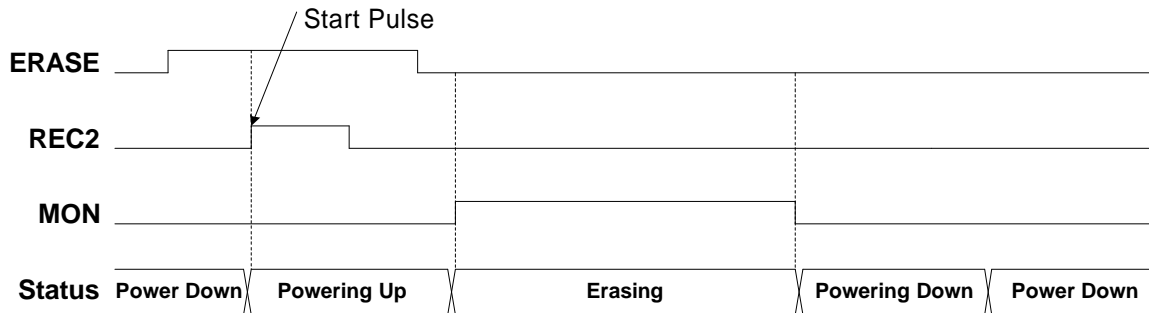 Start Pulse
ERASE
REC2
MON
Status Power Down Powering Up Erasing Powering Down Power Down